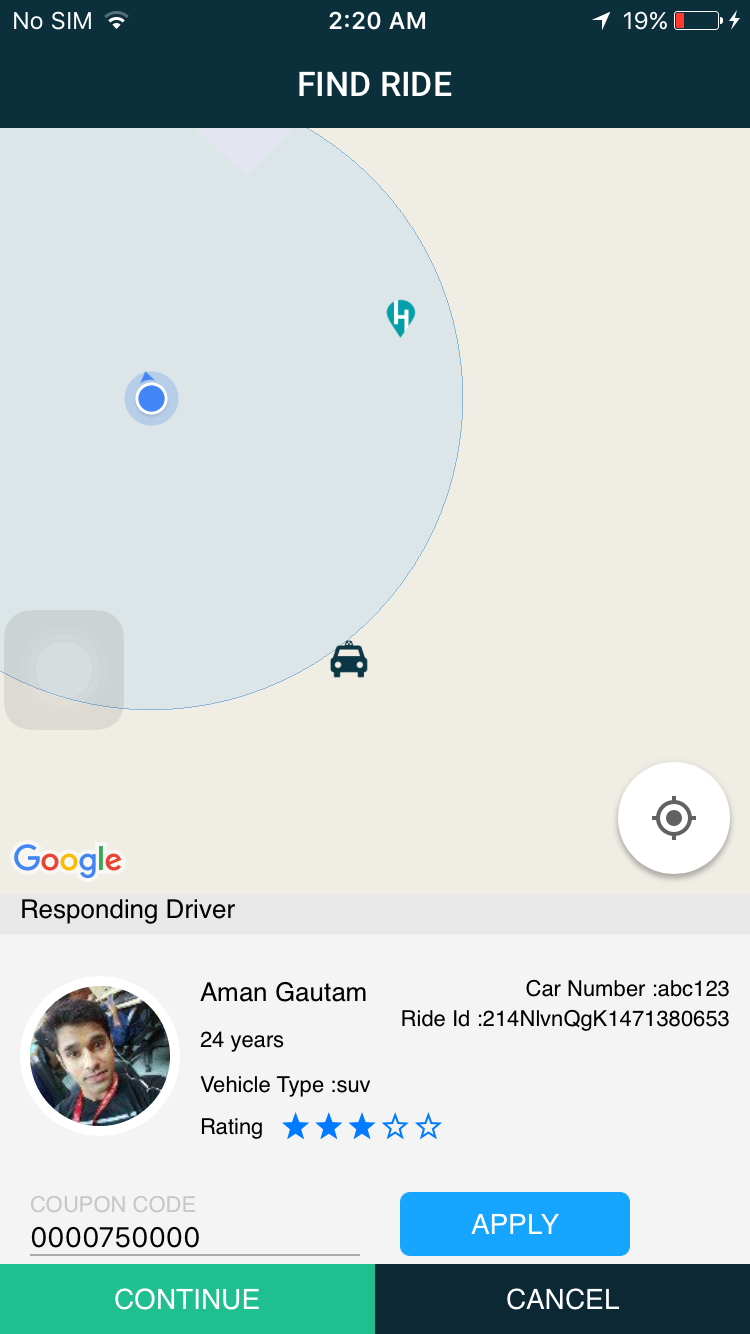 No SIM 2:20 AM 19%
FIND RIDE
H
Google
Responding Driver
Aman Gautam
Car Number :abc123
Ride Id :214NlvnQgK1471380653
24 years
Vehicle Type :suv
Rating
COUPON CODE
0000750000
APPLY
CONTINUE
CANCEL